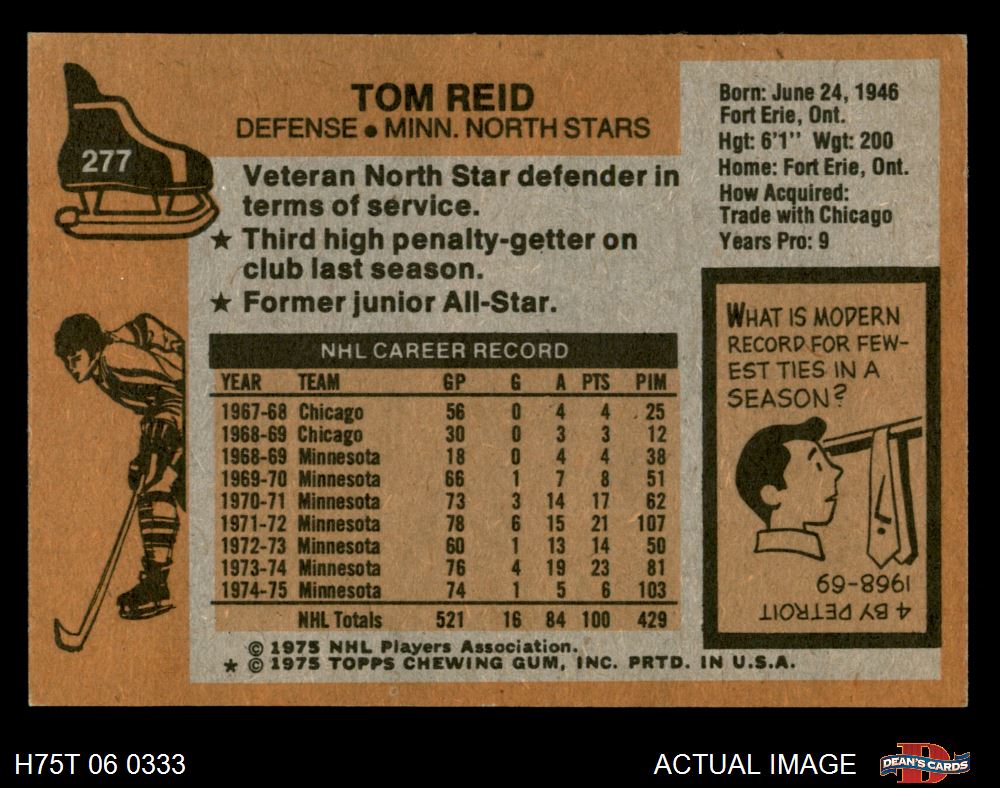 277
TOM REID
DEFENSE • MINN. NORTH STARS
Veteran North Star defender in
terms of service.
★ Third high penalty-getter on
club last season.
★ Former junior All-Star.
Born: June 24, 1946
Fort Erie, Ont.
Hgt: 6'1'' Wgt: 200
Home: Fort Erie, Ont.
How Acquired:
Trade with Chicago
Years Pro: 9
NHL CAREER RECORD
YEAR TEAM GP G A PTS PIM
1967-68 Chicago 56 0 4 4 25
1968-69 Chicago 30 0 3 3 12
1968-69 Minnesota 18 0 4 4 38
1969-70 Minnesota 66 1 7 8 51
1970-71 Minnesota 73 3 14 17 62
1971-72 Minnesota 78 6 15 21 107
1972-73 Minnesota 60 1 13 14 50
1973-74 Minnesota 76 4 19 23 81
1974-75 Minnesota 74 1 5 6 103
NHL Totals 521 16 84 100 429
WHAT IS MODERN
RECORD FOR FEW-
EST TIES IN A
SEASON?
4 BY DETROIT
1968-69
© 1975 NHL Players Association.
★ © 1975 TOPPS CHEWING GUM, INC. PRTD. IN U.S.A.
H75T 06 0333
ACTUAL IMAGE
DEAN'S CARDS